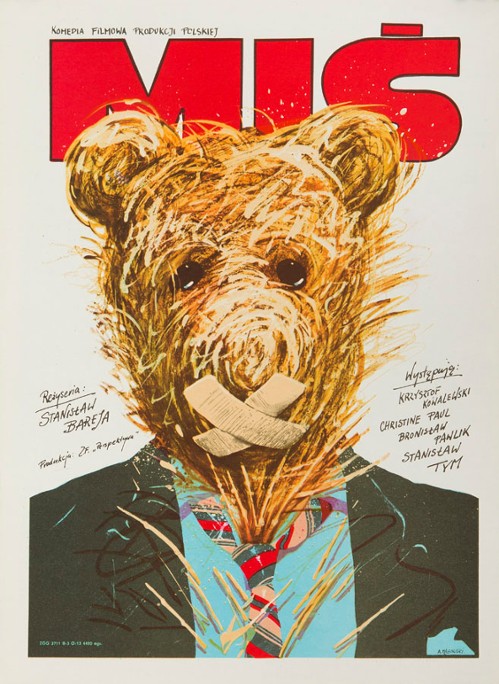 KOMEDIA FILMOWA PRODUKCJI POLSKIEJ
MIŚ
Reżyseria:
STANISŁAW
BAREJA
Produkcja: ZF. "Perspektywa"
Występują:
KRZYSZTOF
KOWALEWSKI
CHRISTINE PAUL
BRONISŁAW
PAWLIK
STANISŁAW
TYM